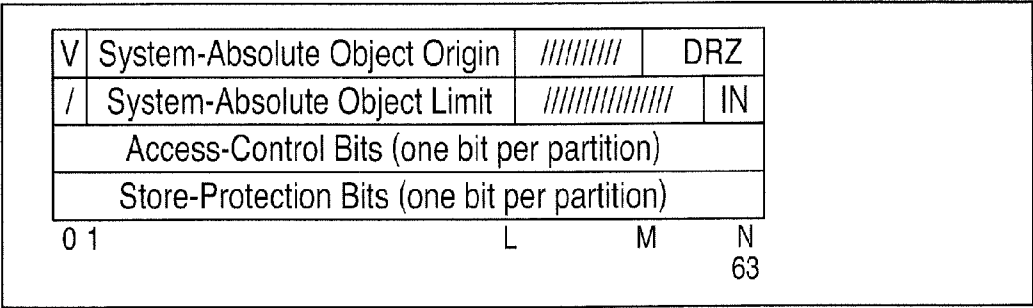 V System-Absolute Object Origin ////////// DRZ
/ System-Absolute Object Limit //////////////// IN
Access-Control Bits (one bit per partition)
Store-Protection Bits (one bit per partition)
0 1 L M N
63